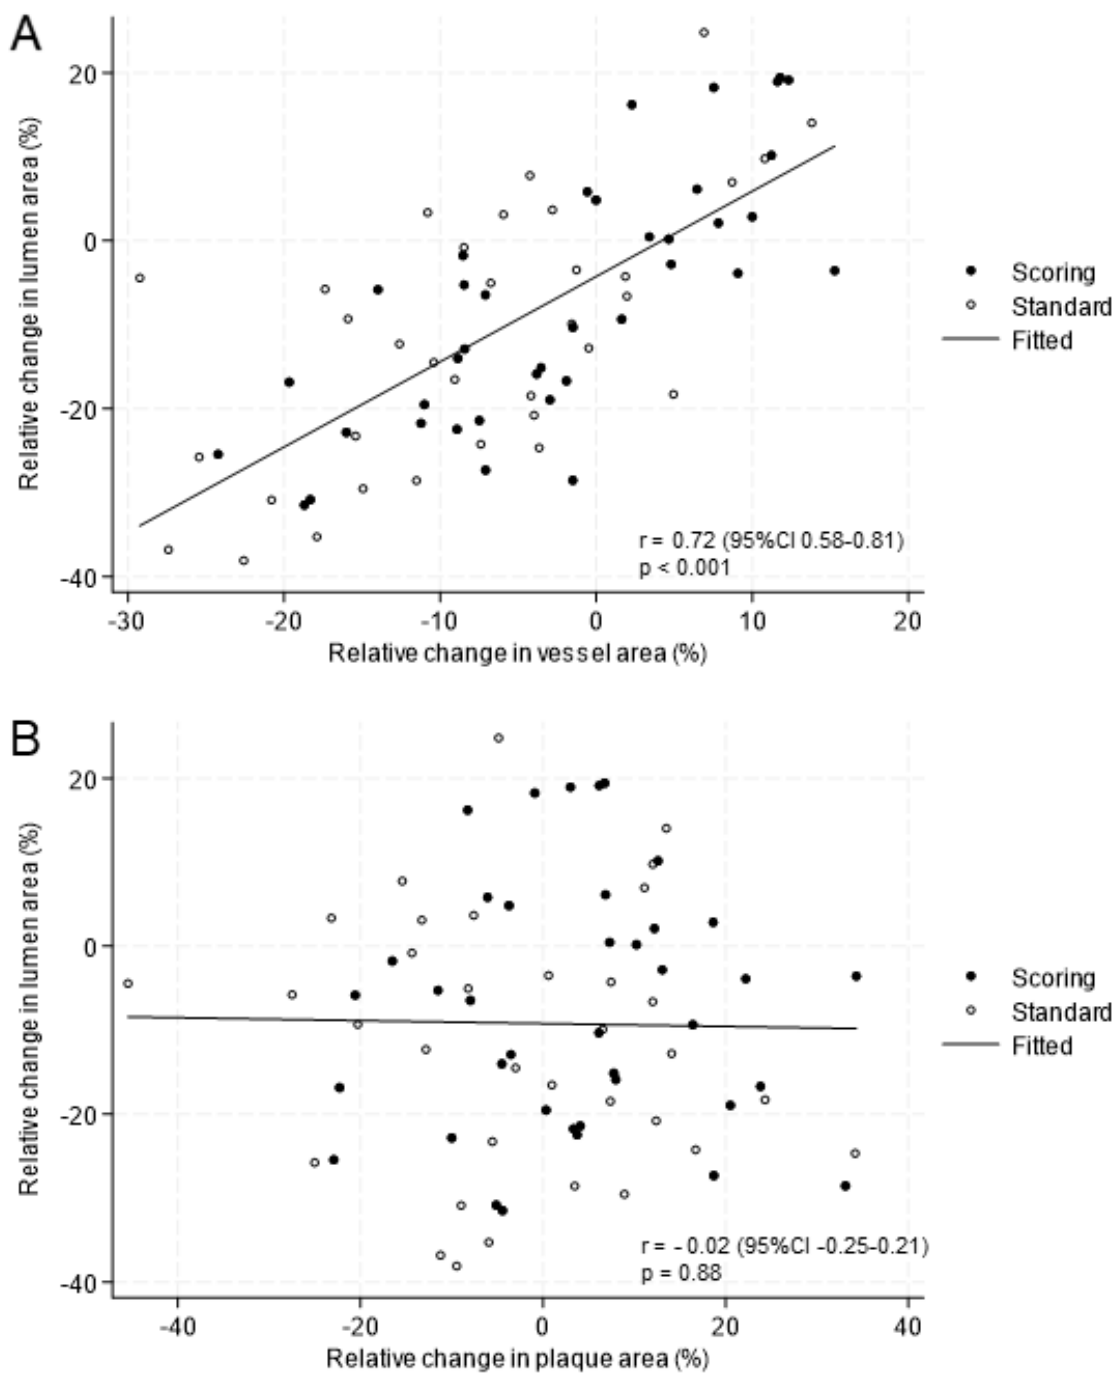 A
Relative change in lumen area (%)
20
0
-20
-40
r = 0.72 (95%CI 0.58-0.81)
p < 0.001
-30
-20
-10
0
20
Relative change in vessel area (%)
Scoring
Standard
Fitted
B
Relative change in lumen area (%)
20
0
-20
-40
r = - 0.02 (95%CI -0.25-0.21)
p = 0.88
-40
-20
0
20
40
Relative change in plaque area (%)
Scoring
Standard
Fitted